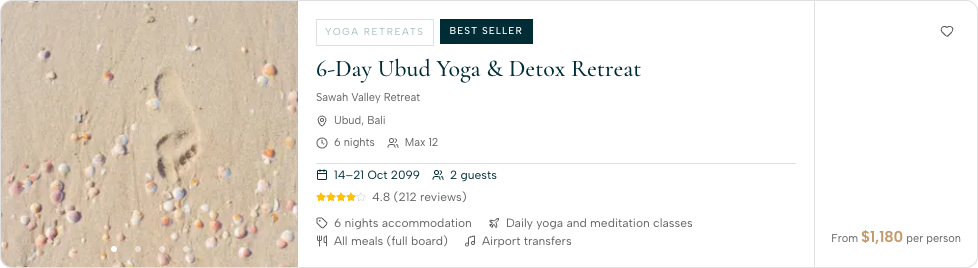 YOGA RETREATS BEST SELLER
6-Day Ubud Yoga & Detox Retreat
Sawah Valley Retreat
Ubud, Bali
6 nights Max 12
14–21 Oct 2099 2 guests
4.8 (212 reviews)
6 nights accommodation Daily yoga and meditation classes
All meals (full board) Airport transfers
From $1,180 per person